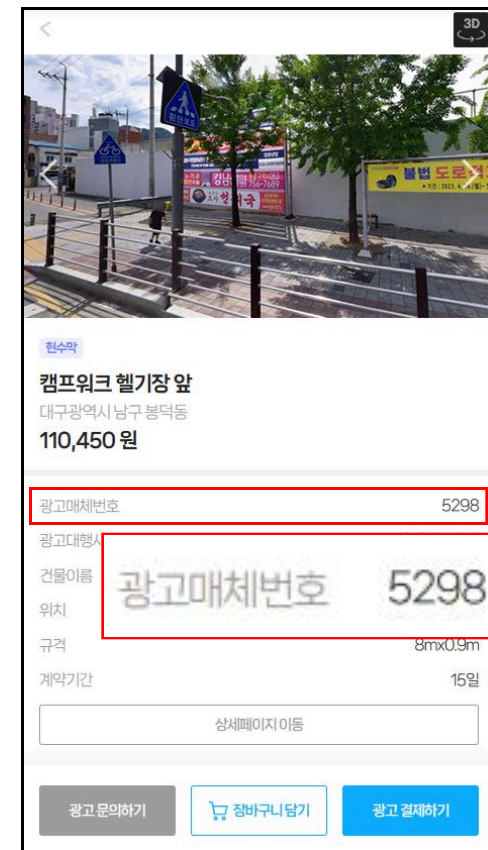 3D
횡단보도
756-7689
불법 도로
현수막
캠프워크 헬기장 앞
대구광역시 남구 봉덕동
110,450 원
광고매체번호 5298
광고대행사
건물이름
광고매체번호 5298
위치
규격 8mx0.9m
계약기간 15일
상세페이지 이동
광고 문의하기 장바구니 담기 광고 결제하기